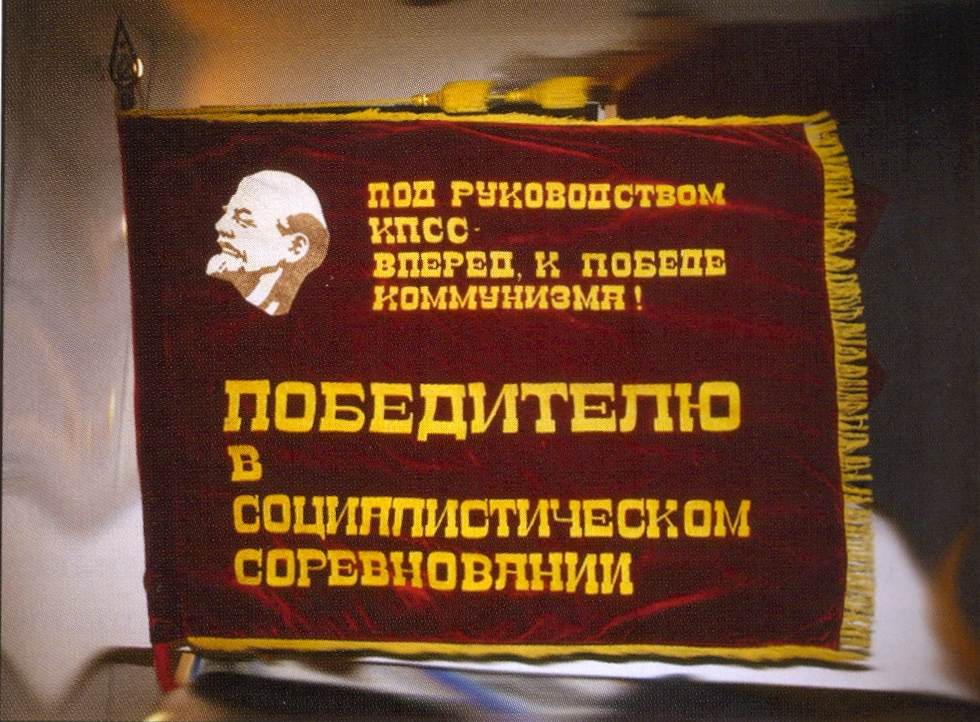 ПОД РУКОВОДСТВОМ
КПСС-
ВПЕРЕД, К ПОБЕДЕ
КОММУНИЗМА!
ПОБЕДИТЕЛЮ
В
СОЦИАЛИСТИЧЕСКОМ
СОРЕВНОВАНИИ